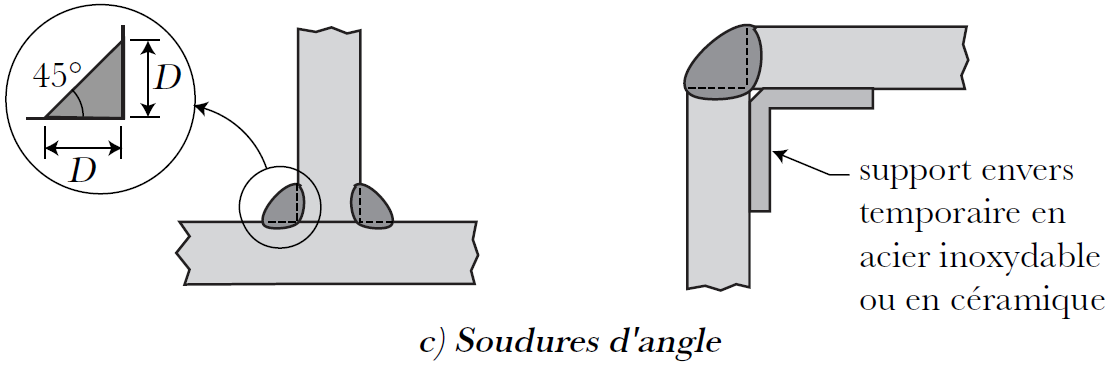 45°
D
D
support envers
temporaire en
acier inoxydable
ou en céramique
c) Soudures d'angle